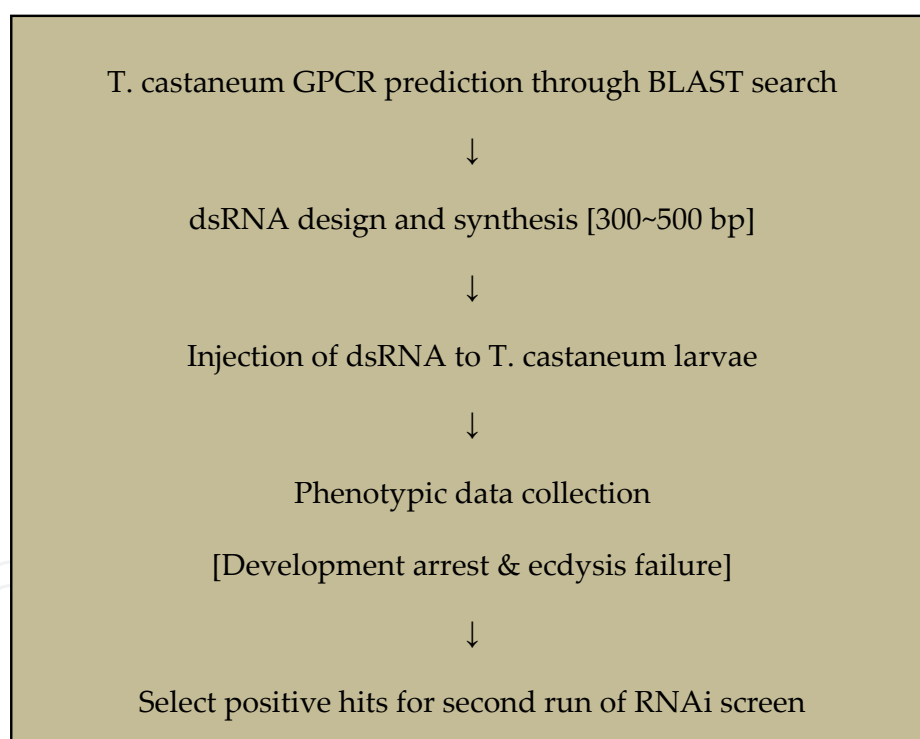 T. castaneum GPCR prediction through BLAST search
↓
dsRNA design and synthesis [300~500 bp]
↓
Injection of dsRNA to T. castaneum larvae
↓
Phenotypic data collection
[Development arrest & ecdysis failure]
↓
Select positive hits for second run of RNAi screen